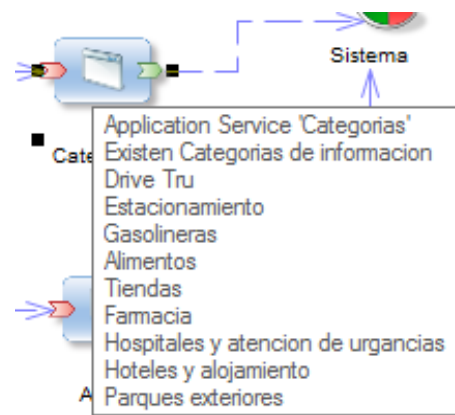 Sistema
Cate
Application Service 'Categorias'
Existen Categorias de informacion
Drive Tru
Estacionamiento
Gasolineras
Alimentos
Tiendas
Farmacia
Hospitales y atencion de urgancias
Hoteles y alojamiento
Parques exteriores
A